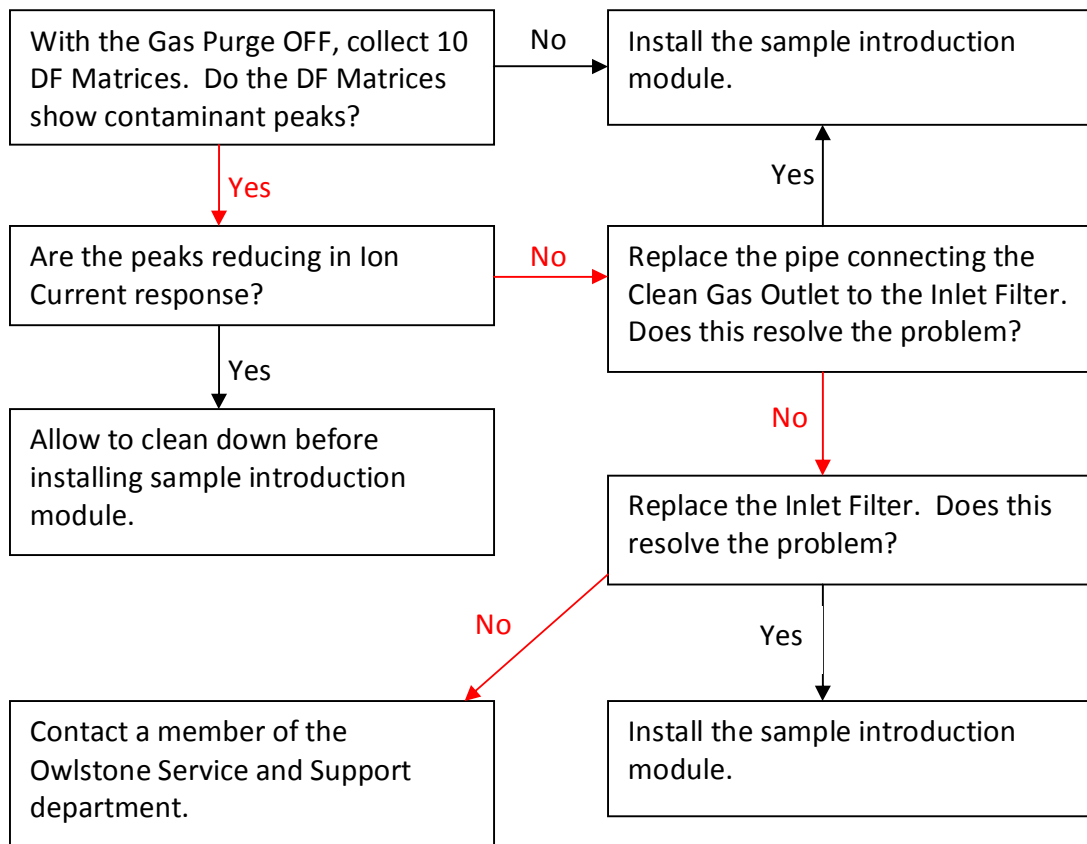 With the Gas Purge OFF, collect 10
DF Matrices.  Do the DF Matrices
show contaminant peaks?
No
Install the sample introduction
module.
Yes
Yes
Are the peaks reducing in Ion
Current response?
No
Replace the pipe connecting the
Clean Gas Outlet to the Inlet Filter.
Does this resolve the problem?
Yes
No
Allow to clean down before
installing sample introduction
module.
Replace the Inlet Filter.  Does this
resolve the problem?
No
Yes
Contact a member of the
Owlstone Service and Support
department.
Install the sample introduction
module.